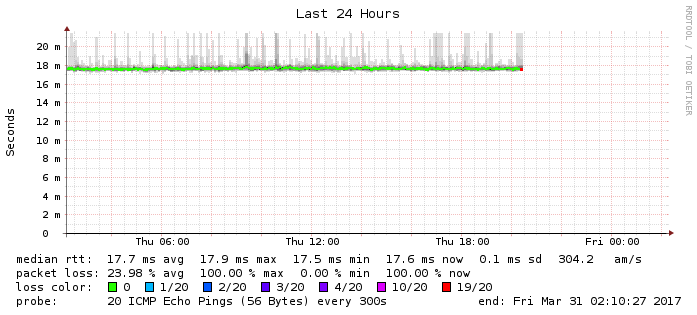 Last 24 Hours
RRDTOOL / TOBI OETIKER
Seconds
20 m
18 m
16 m
14 m
12 m
10 m
8 m
6 m
4 m
2 m
0
Thu 06:00 Thu 12:00 Thu 18:00 Fri 00:00
median rtt: 17.7 ms avg 17.9 ms max 17.5 ms min 17.6 ms now 0.1 ms sd 304.2 am/s
packet loss: 23.98 % avg 100.00 % max 0.00 % min 100.00 % now
loss color: 0 1/20 2/20 3/20 4/20 10/20 19/20
probe: 20 ICMP Echo Pings (56 Bytes) every 300s end: Fri Mar 31 02:10:27 2017